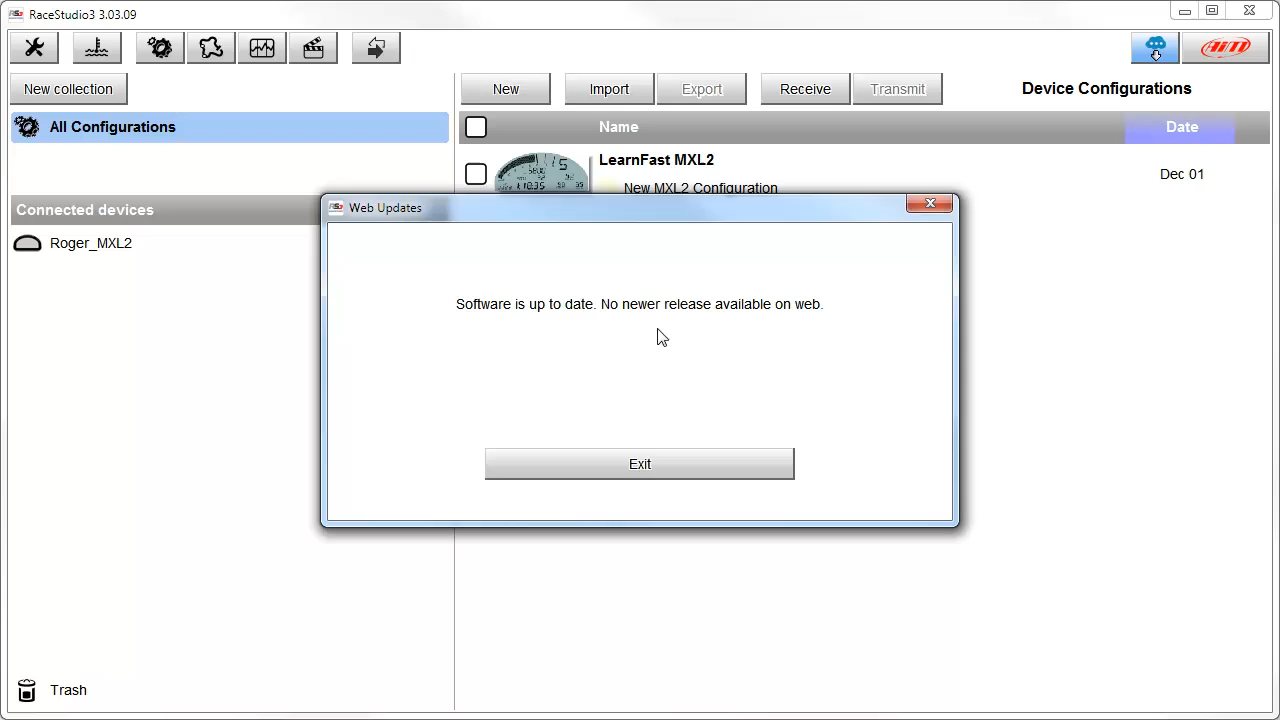 RaceStudio3 3.03.09
AiM
New collection
New
Import
Export
Receive
Transmit
Device Configurations
All Configurations
Name
Date
LearnFast MXL2
Dec 01
New MXL2 Configuration
Connected devices
Roger_MXL2
Web Updates
Software is up to date. No newer release available on web.
Exit
Trash